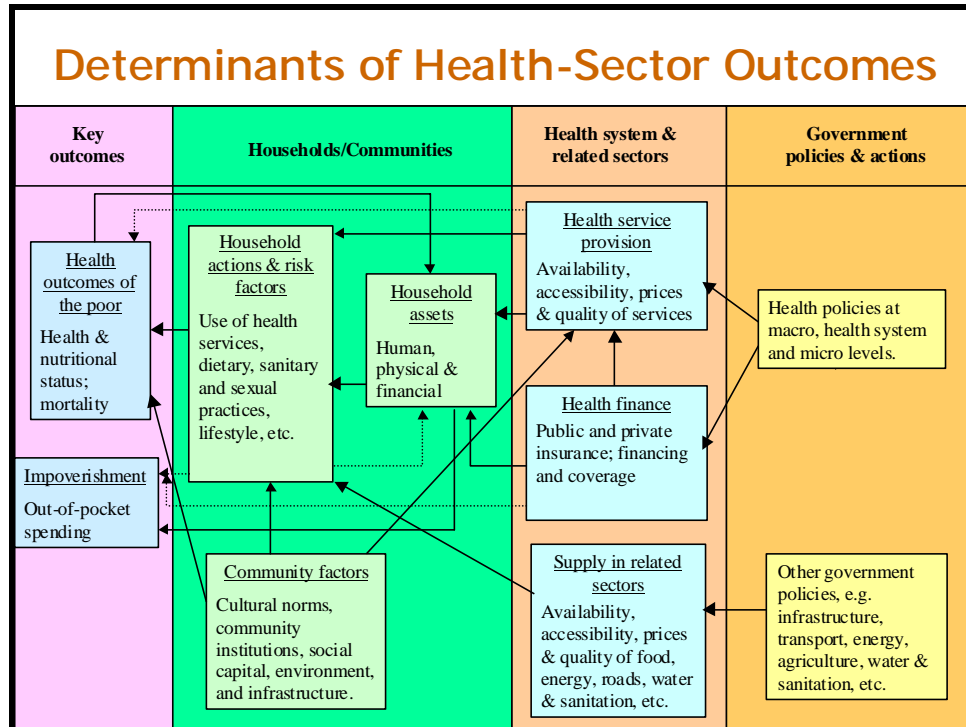 Determinants of Health-Sector Outcomes
Key
outcomes
Households/Communities
Health system &
related sectors
Government
policies & actions
Health
outcomes of
the poor
Health &
nutritional
status;
mortality
Impoverishment
Out-of-pocket
spending
Household
actions & risk
factors
Use of health
services,
dietary, sanitary
and sexual
practices,
lifestyle, etc.
Household
assets
Human,
physical &
financial
Community factors
Cultural norms,
community
institutions, social
capital, environment,
and infrastructure.
Health service
provision
Availability,
accessibility, prices
& quality of services
Health finance
Public and private
insurance; financing
and coverage
Supply in related
sectors
Availability,
accessibility, prices
& quality of food,
energy, roads, water
& sanitation, etc.
Health policies at
macro, health system
and micro levels.
Other government
policies, e.g.
infrastructure,
transport, energy,
agriculture, water &
sanitation, etc.